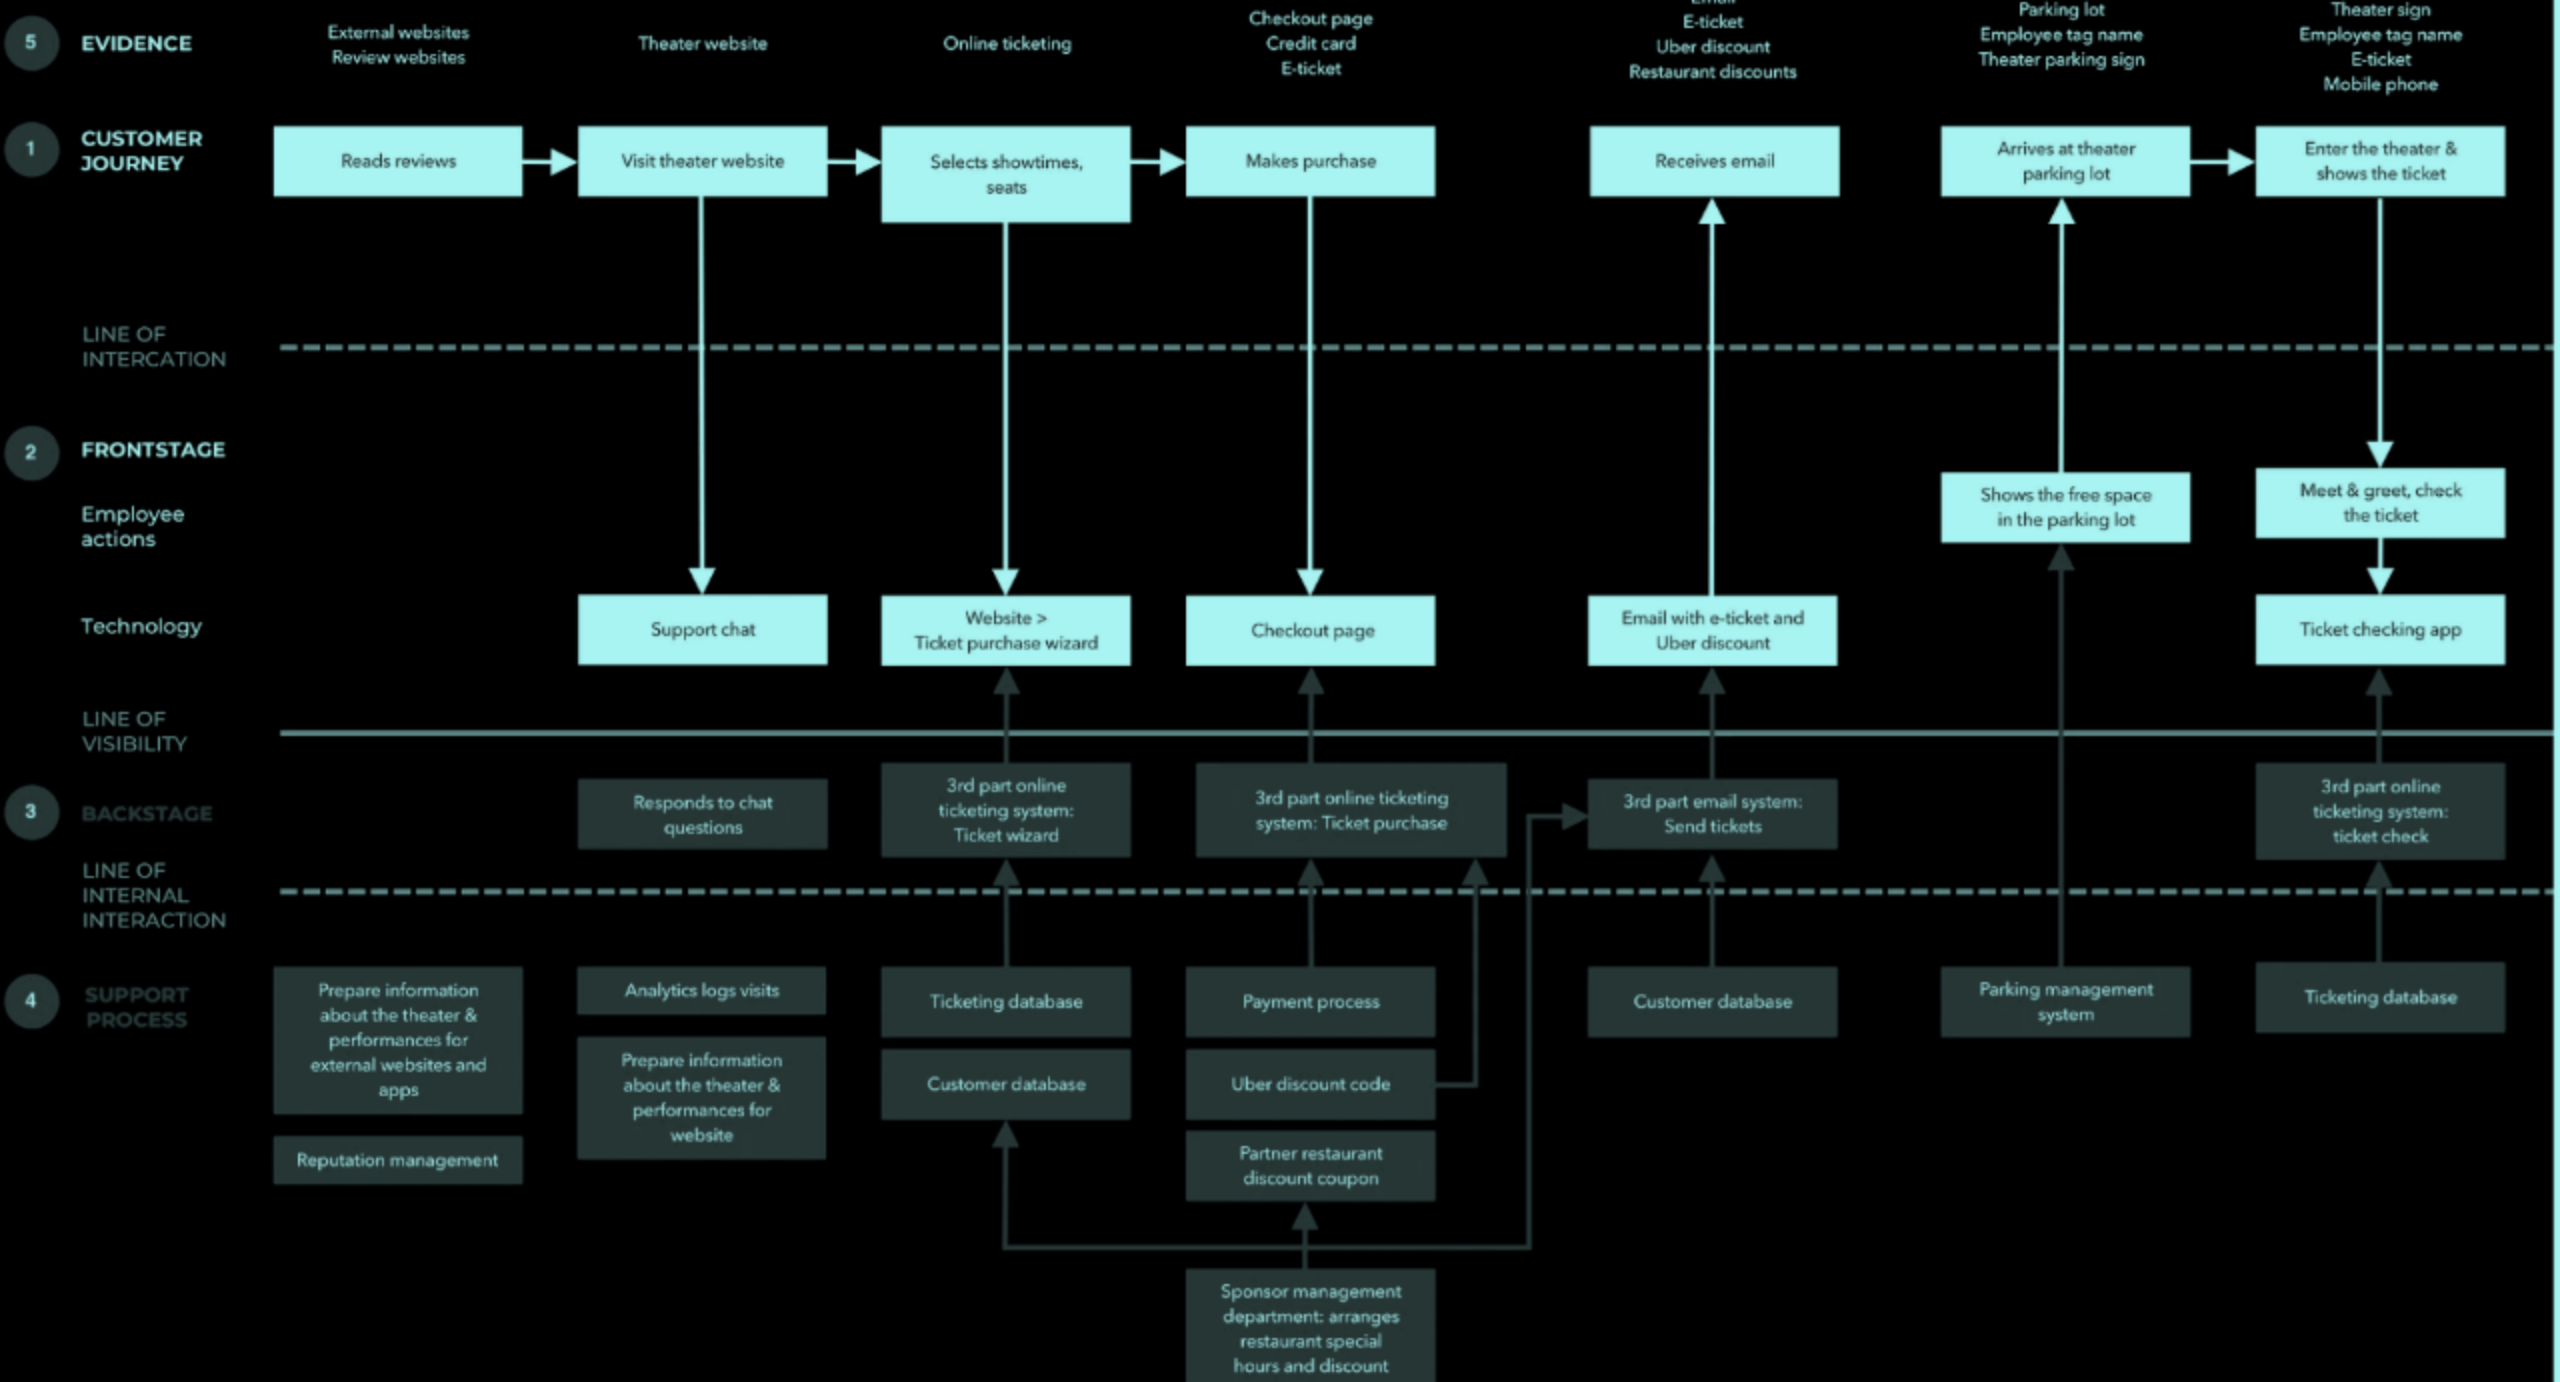 5
EVIDENCE
External websites
Review websites
Theater website
Online ticketing
Checkout page
Credit card
E-ticket
Email
E-ticket
Uber discount
Restaurant discounts
Parking lot
Employee tag name
Theater parking sign
Theater sign
Employee tag name
E-ticket
Mobile phone
1
CUSTOMER
JOURNEY
Reads reviews
Visit theater website
Selects showtimes,
seats
Makes purchase
Receives email
Arrives at theater
parking lot
Enter the theater &
shows the ticket
LINE OF
INTERCATION
2
FRONTSTAGE
Employee
actions
Shows the free space
in the parking lot
Meet & greet, check
the ticket
Technology
Support chat
Website >
Ticket purchase wizard
Checkout page
Email with e-ticket and
Uber discount
Ticket checking app
LINE OF
VISIBILITY
3
BACKSTAGE
Responds to chat
questions
3rd part online
ticketing system:
Ticket wizard
3rd part online ticketing
system: Ticket purchase
3rd part email system:
Send tickets
3rd part online
ticketing system:
ticket check
LINE OF
INTERNAL
INTERACTION
4
SUPPORT
PROCESS
Prepare information
about the theater &
performances for
external websites and
apps
Reputation management
Analytics logs visits
Prepare information
about the theater &
performances for
website
Ticketing database
Customer database
Payment process
Uber discount code
Partner restaurant
discount coupon
Sponsor management
department: arranges
restaurant special
hours and discount
Customer database
Parking management
system
Ticketing database